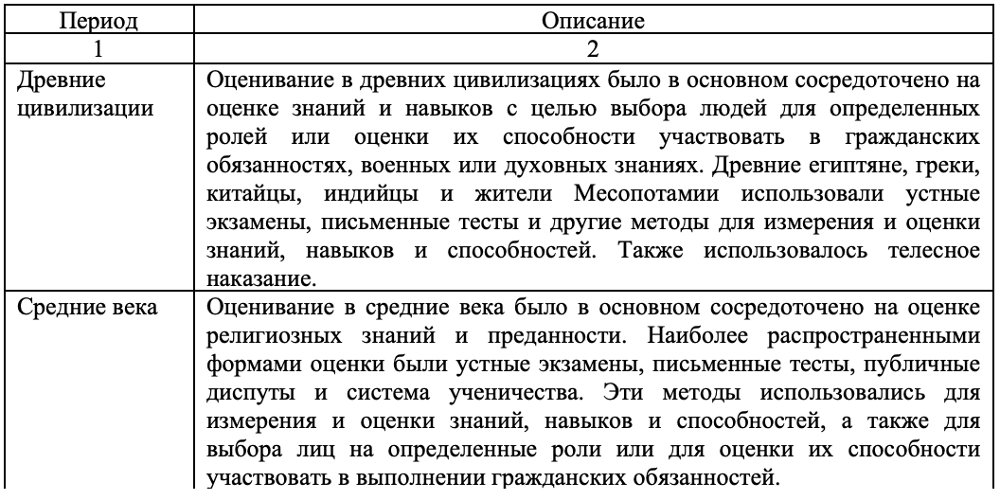 Период Описание
1 2
Древние
цивилизации
Оценивание в древних цивилизациях было в основном сосредоточено на
оценке знаний и навыков с целью выбора людей для определенных
ролей или оценки их способности участвовать в гражданских
обязанностях, военных или духовных знаниях. Древние египтяне, греки,
китайцы, индийцы и жители Месопотамии использовали устные
экзамены, письменные тесты и другие методы для измерения и оценки
знаний, навыков и способностей. Также использовалось телесное
наказание.
Средние века
Оценивание в средние века было в основном сосредоточено на оценке
религиозных знаний и преданности. Наиболее распространенными
формами оценки были устные экзамены, письменные тесты, публичные
диспуты и система ученичества. Эти методы использовались для
измерения и оценки знаний, навыков и способностей, а также для
выбора лиц на определенные роли или для оценки их способности
участвовать в выполнении гражданских обязанностей.